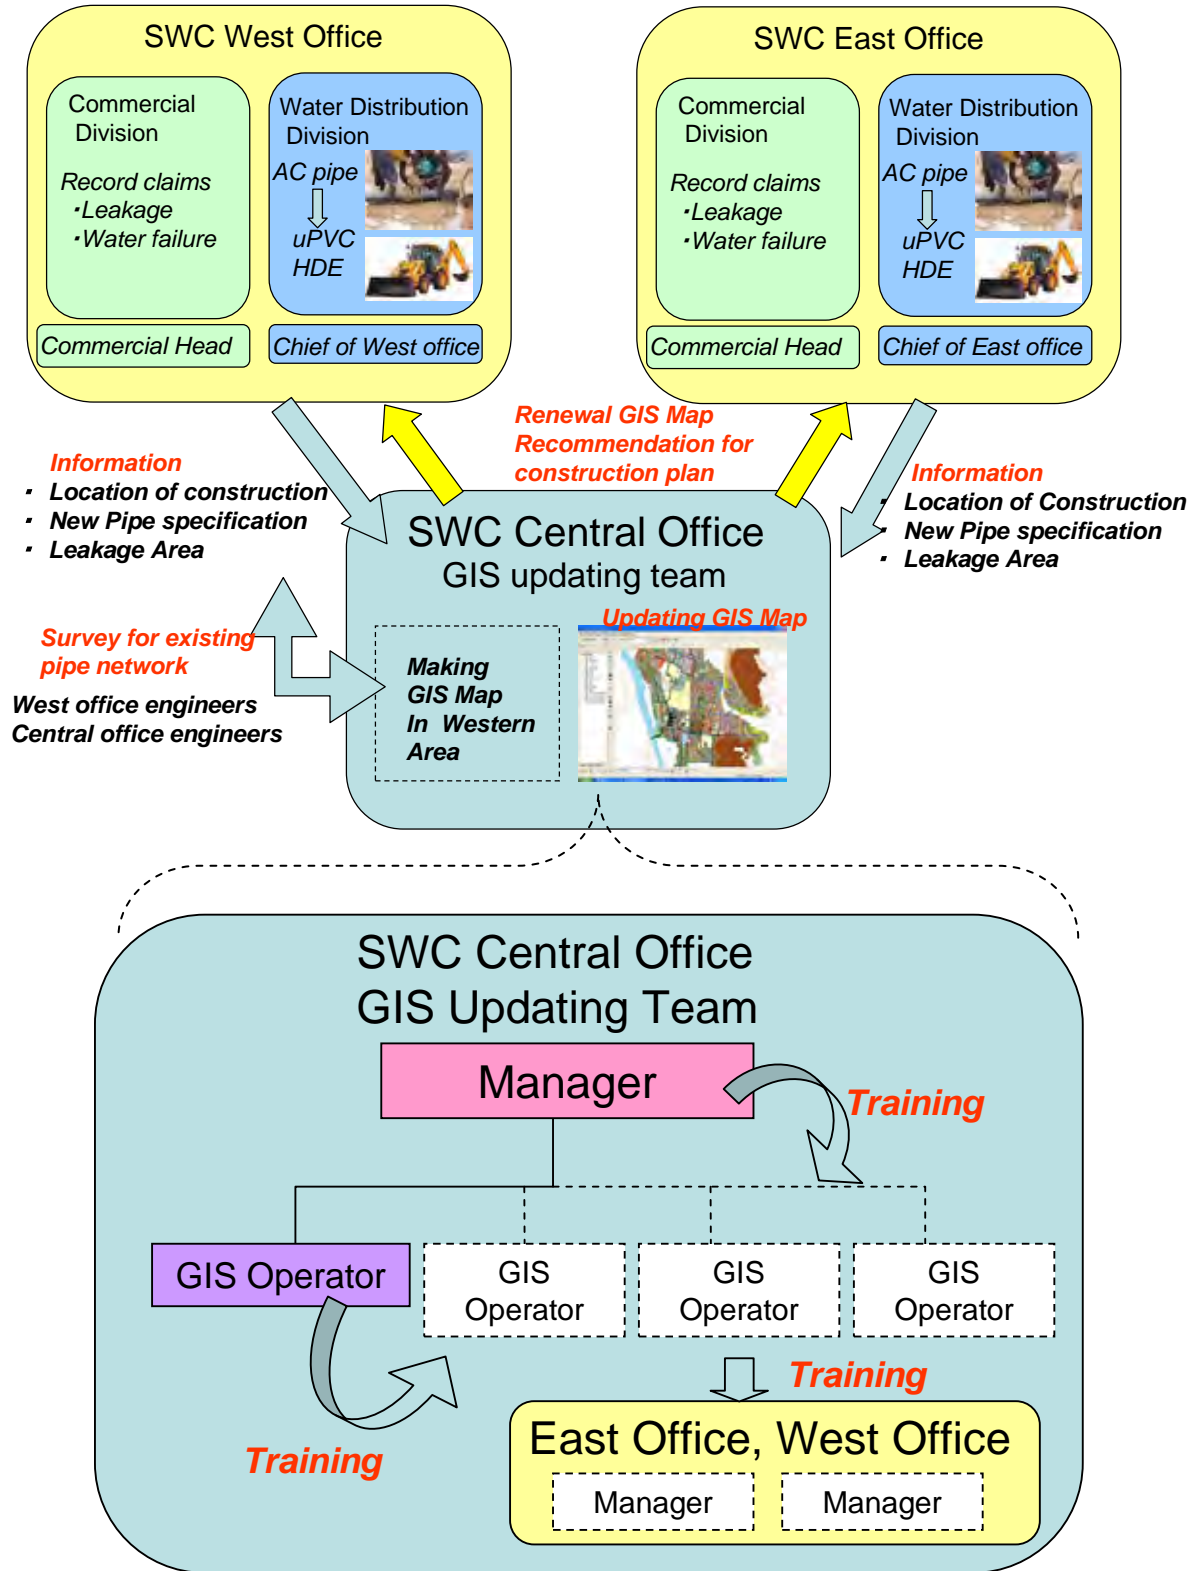 SWC West Office
Commercial
Division
Record claims
・Leakage
・Water failure
Commercial Head
Water Distribution
Division
AC pipe
uPVC
HDE
Chief of West office
SWC East Office
Commercial
Division
Record claims
・Leakage
・Water failure
Commercial Head
Water Distribution
Division
AC pipe
uPVC
HDE
Chief of East office
Renewal GIS Map
Recommendation for
construction plan
Information
・ Location of construction
・ New Pipe specification
・ Leakage Area
Information
・ Location of Construction
・ New Pipe specification
・ Leakage Area
SWC Central Office
GIS updating team
Updating GIS Map
Making
GIS Map
In Western
Area
Survey for existing
pipe network
West office engineers
Central office engineers
SWC Central Office
GIS Updating Team
Manager
Training
GIS Operator
GIS
Operator
GIS
Operator
GIS
Operator
Training
Training
East Office, West Office
Manager
Manager